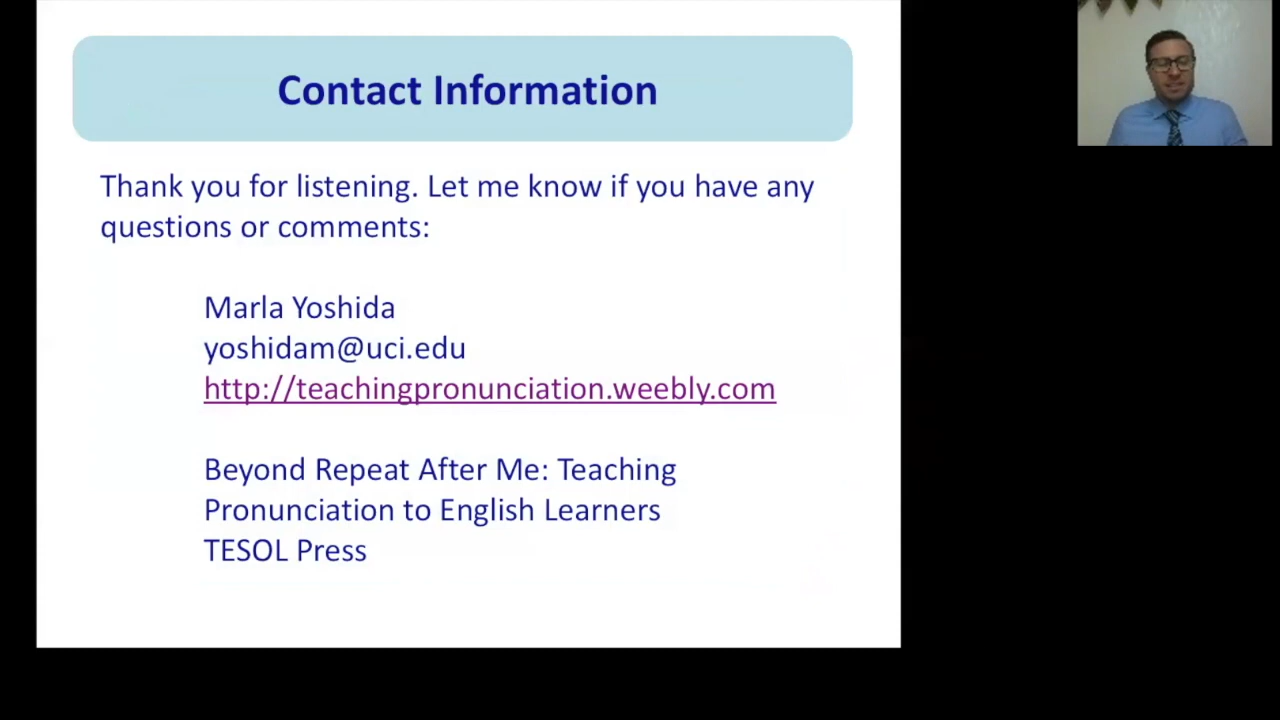 Contact Information
Thank you for listening. Let me know if you have any
questions or comments:
Marla Yoshida
yoshidam@uci.edu
http://teachingpronunciation.weebly.com
Beyond Repeat After Me: Teaching
Pronunciation to English Learners
TESOL Press